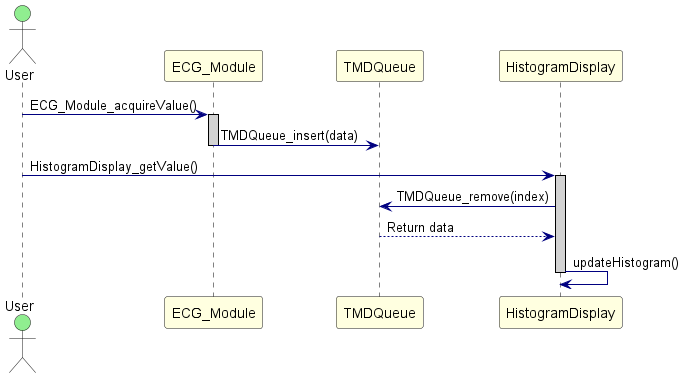 User
ECG_Module
TMDQueue
HistogramDisplay
ECG_Module_acquireValue()
TMDQueue_insert(data)
HistogramDisplay_getValue()
TMDQueue_remove(index)
Return data
updateHistogram()
User
ECG_Module
TMDQueue
HistogramDisplay